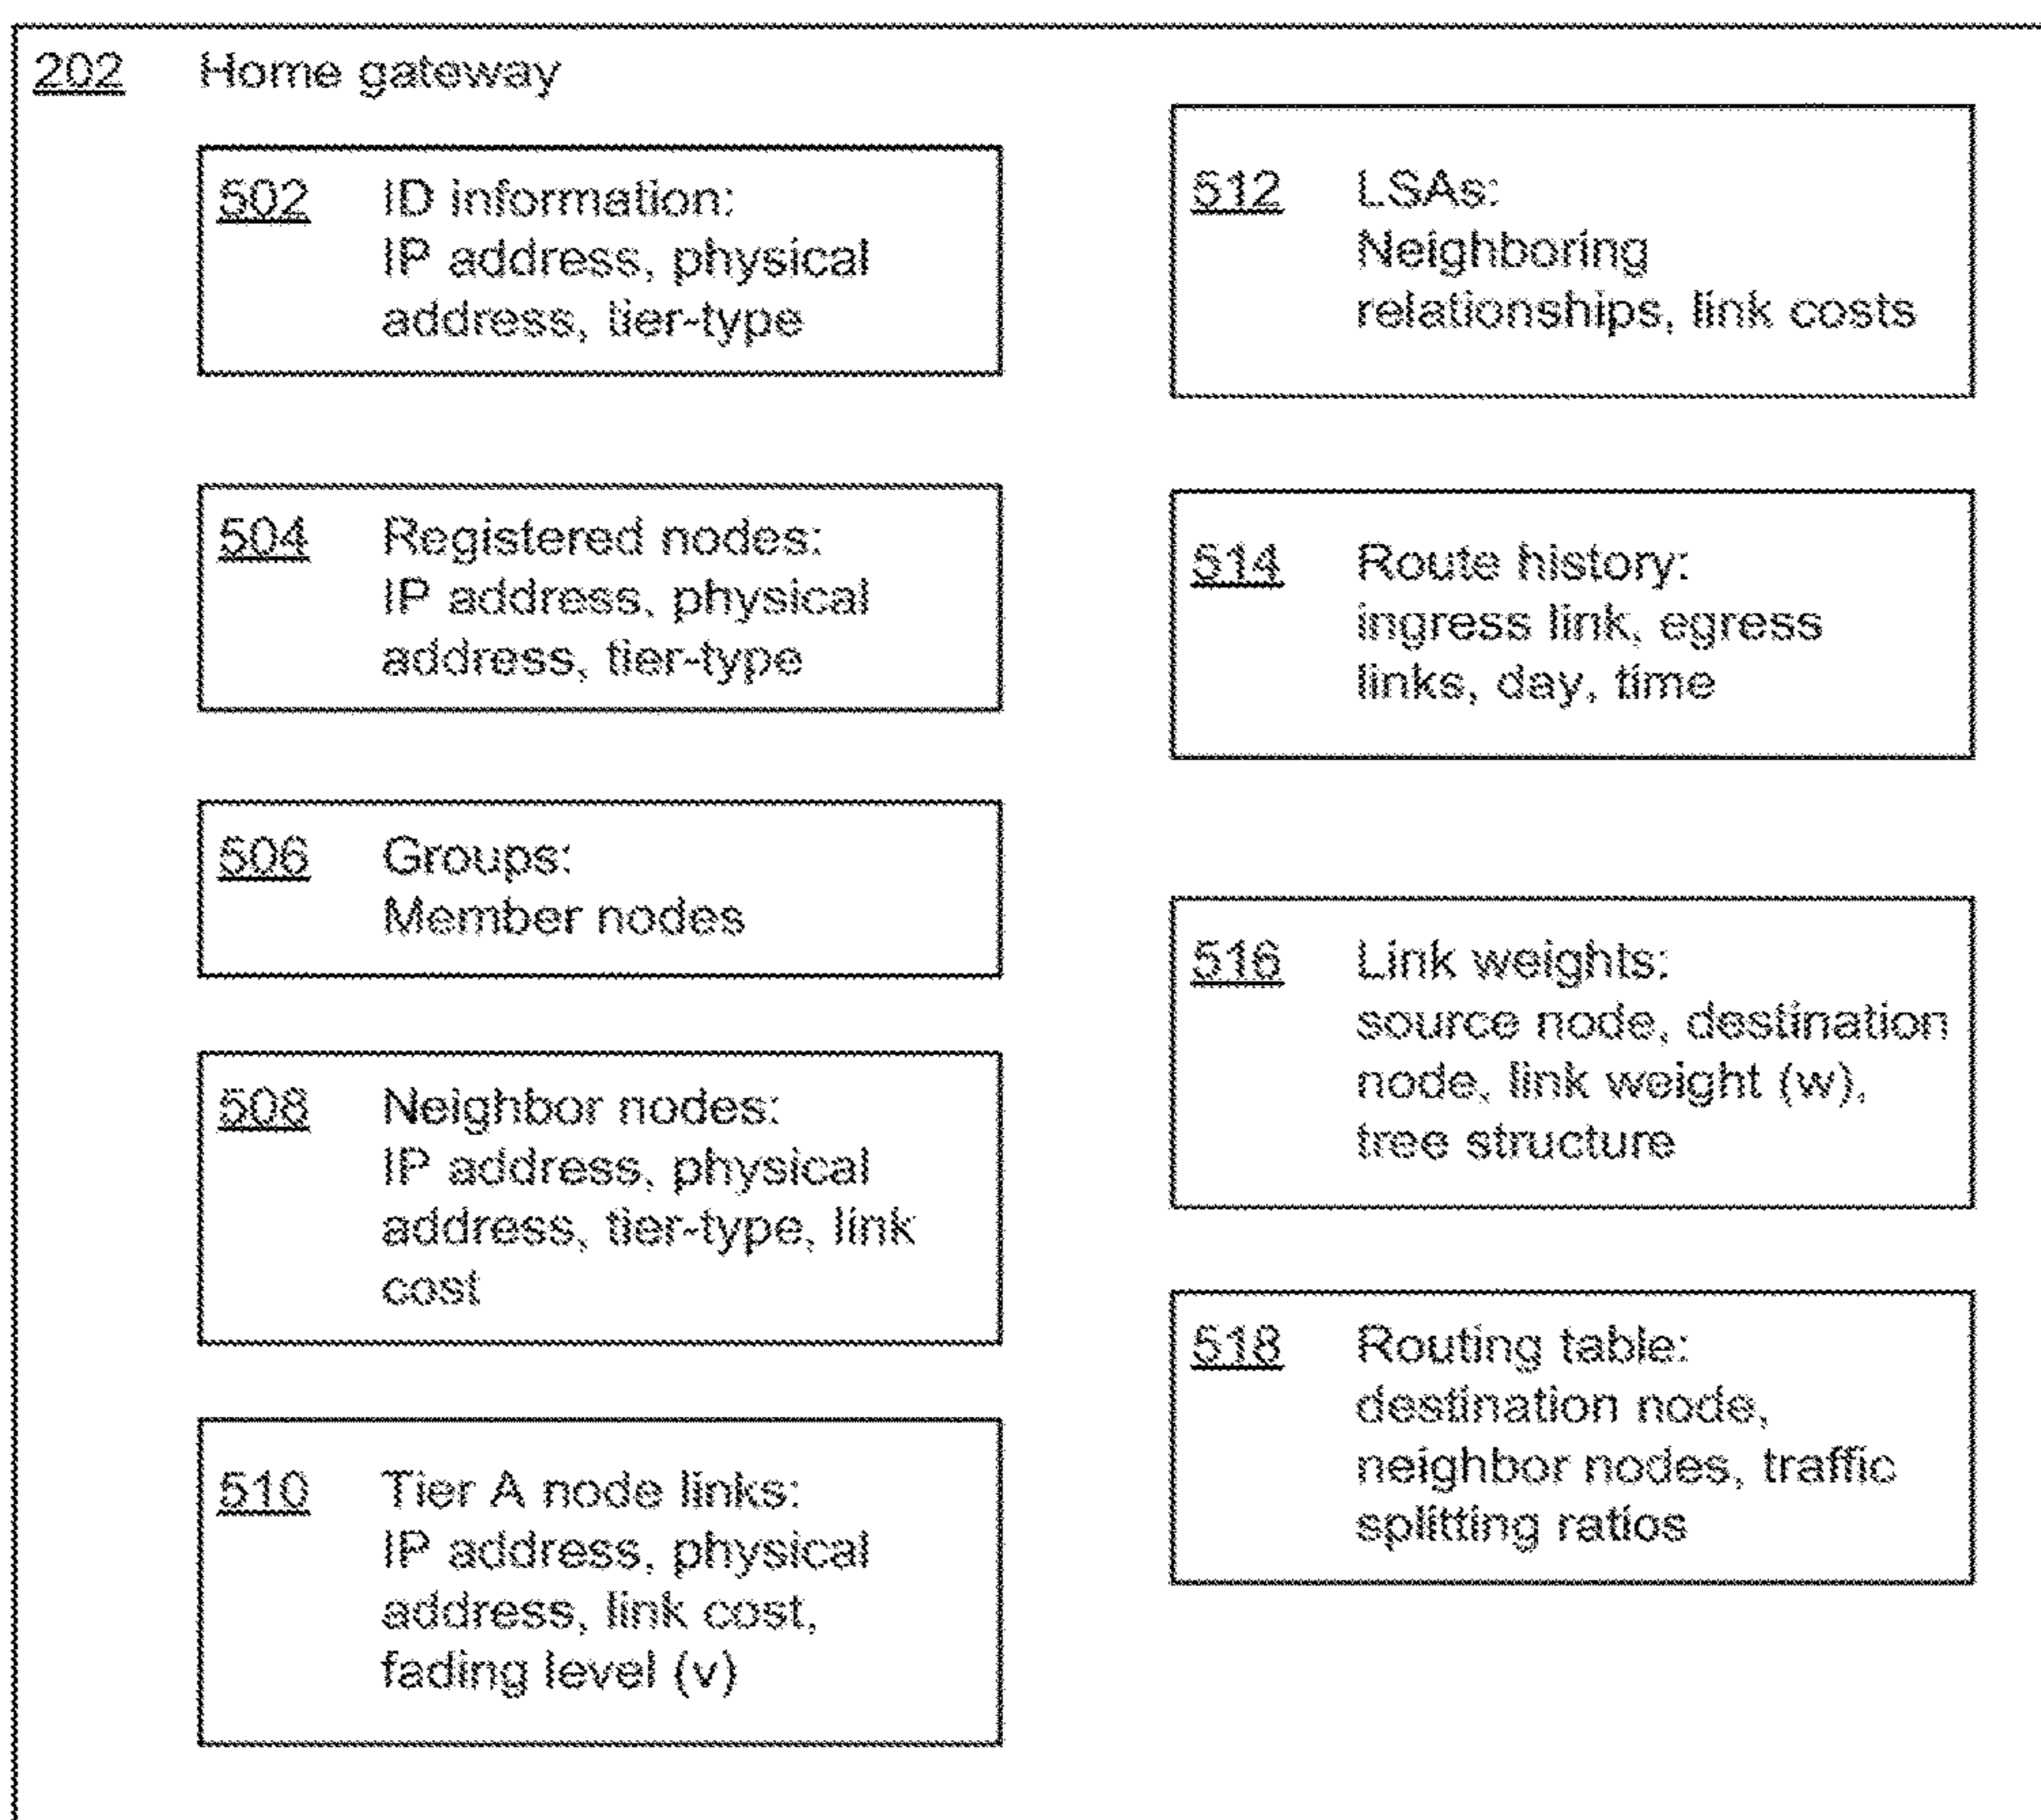 202 Home gateway
502 ID information:
IP address, physical
address, tier-type
504 Registered nodes:
IP address, physical
address, tier-type
506 Groups:
Member nodes
508 Neighbor nodes:
IP address, physical
address, tier-type, link
cost
510 Tier A node links:
IP address, physical
address, link cost,
fading level (v)
512 LSAs:
Neighboring
relationships, link costs
514 Route history:
ingress link, egress
links, day, time
516 Link weights:
source node, destination
node, link weight (w),
tree structure
518 Routing table:
destination node,
neighbor nodes, traffic
splitting ratios